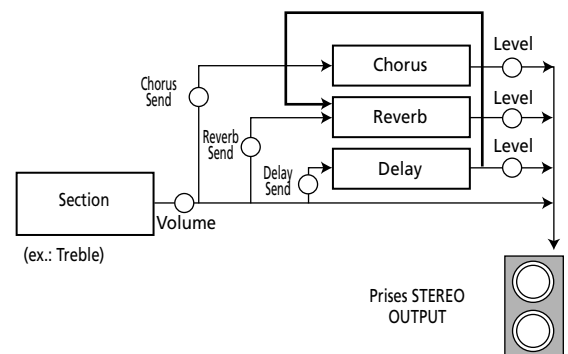 Level
Chorus
Chorus
Send
Level
Reverb
Reverb
Send
Level
Delay
Delay
Send
Section
Volume
(ex.: Treble)
Prises STEREO
OUTPUT